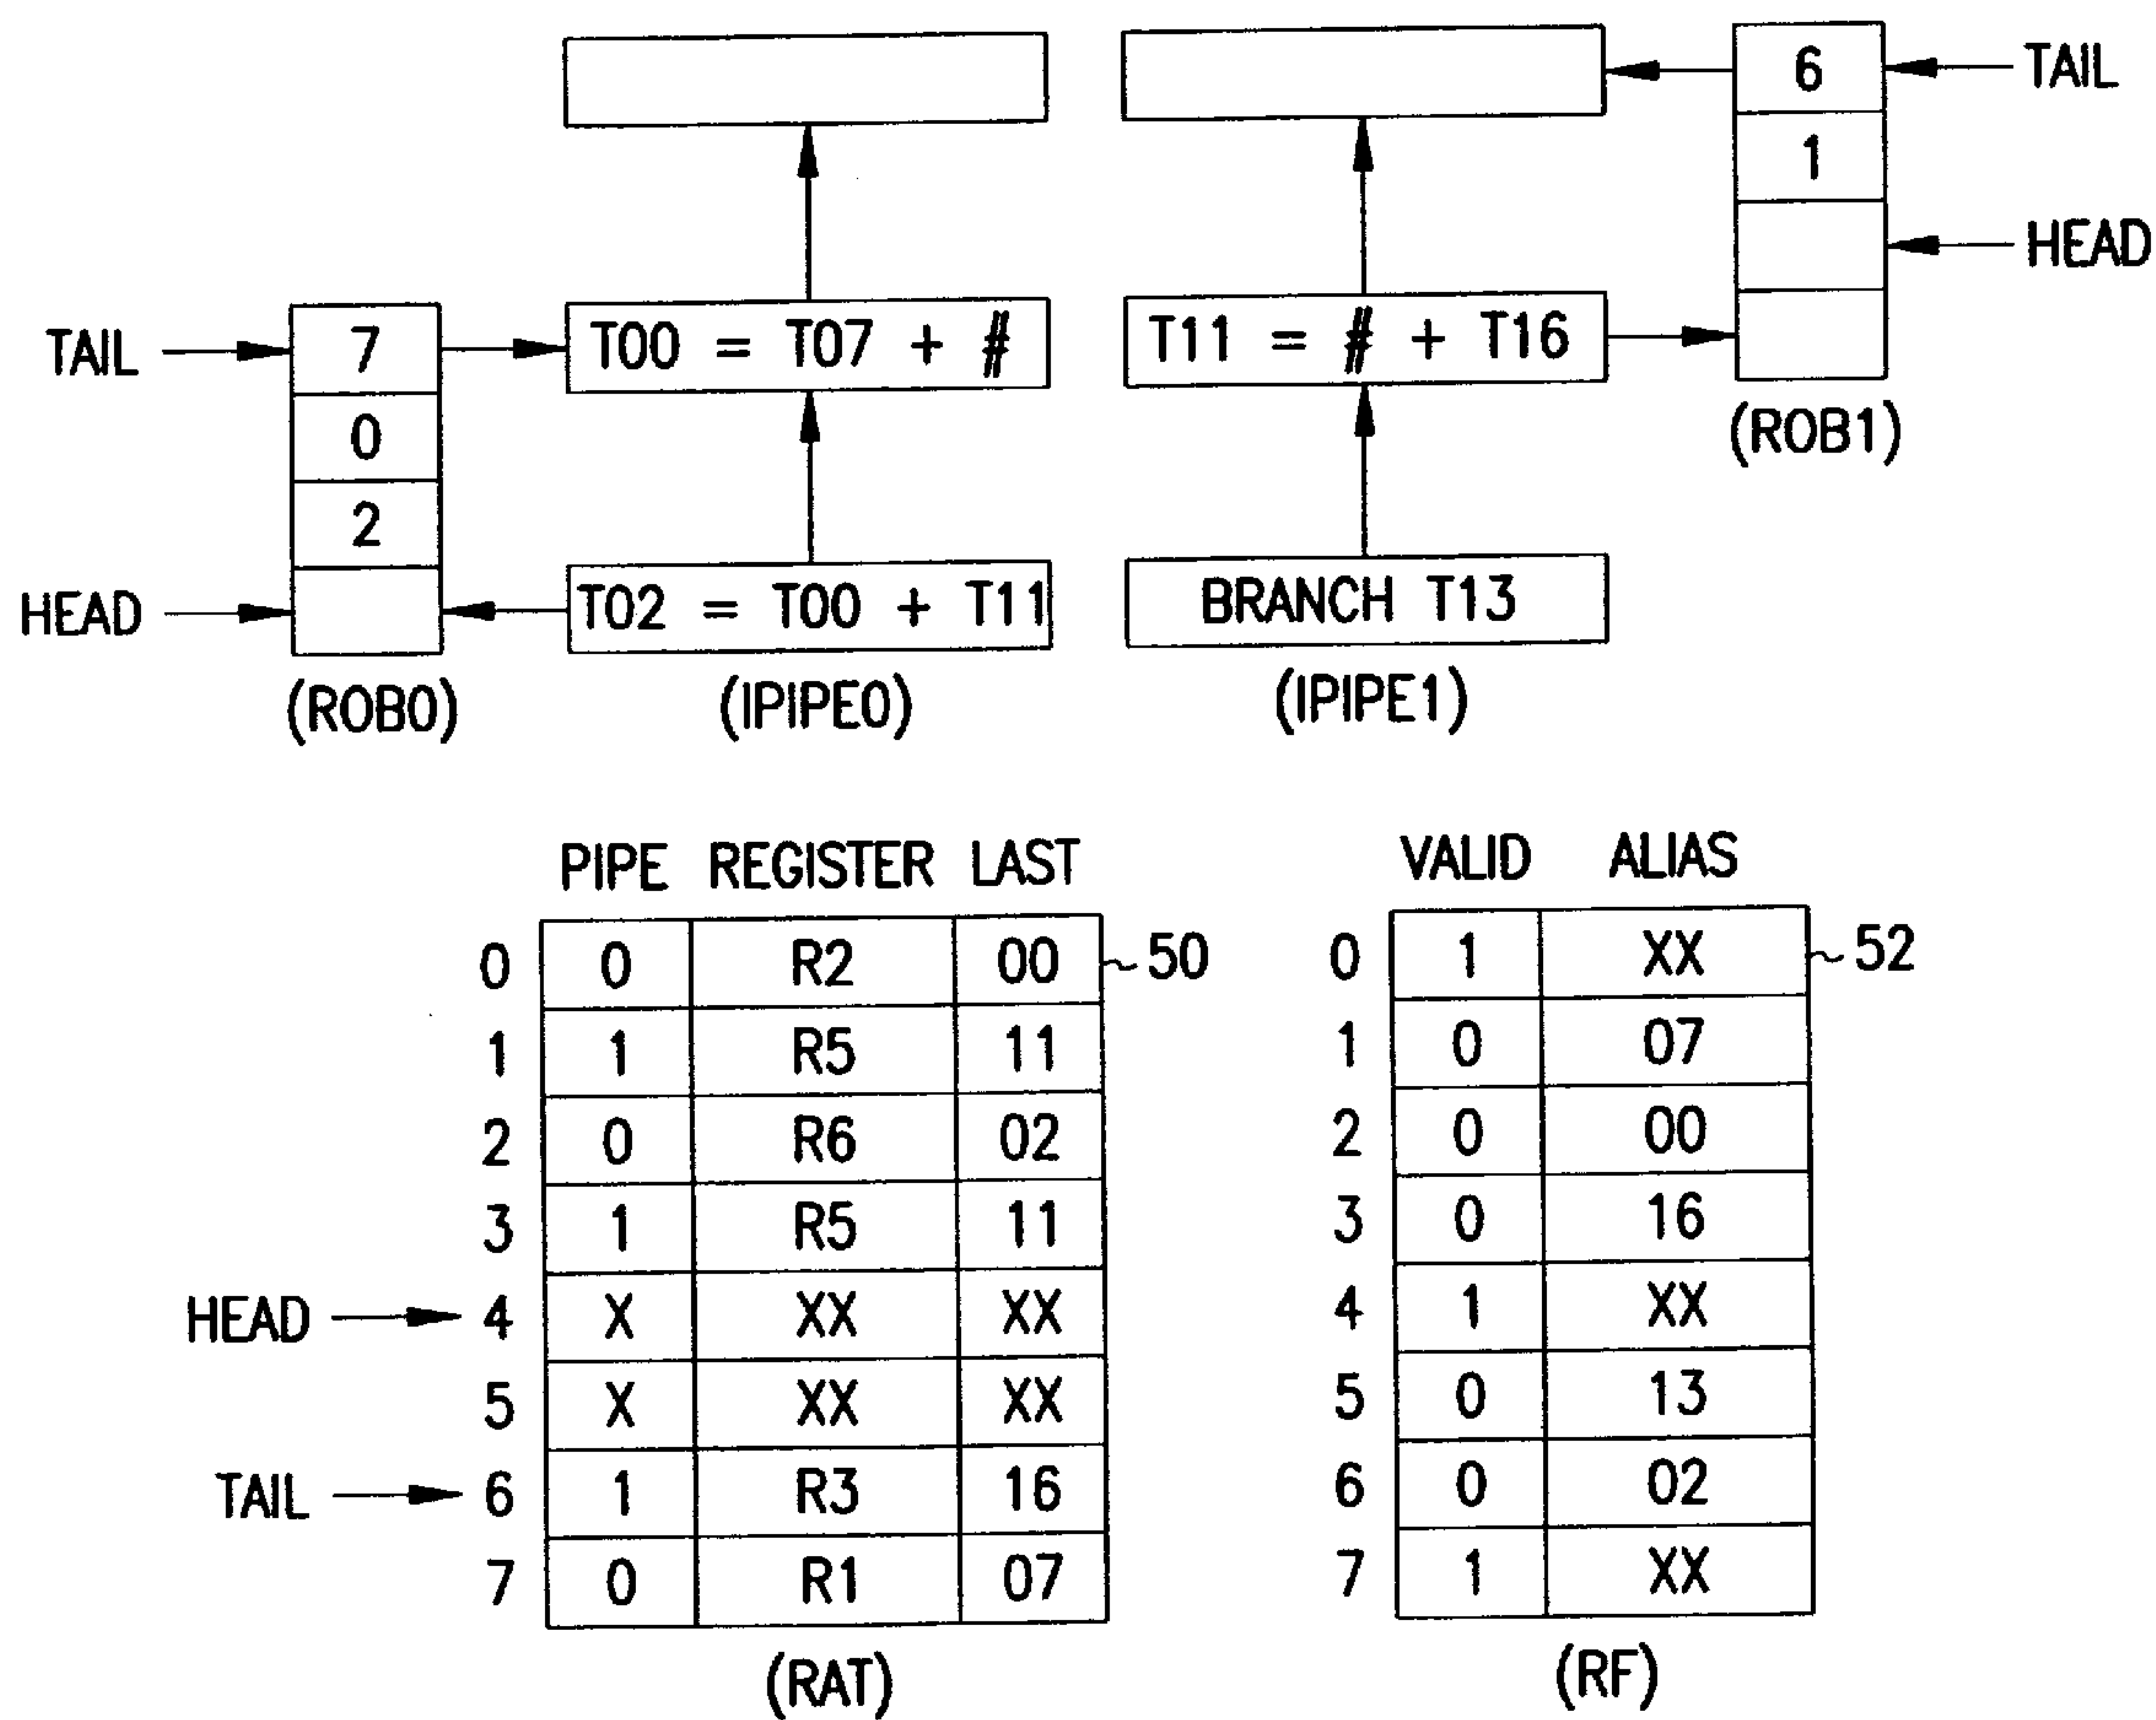 6
TAIL
1
HEAD
(ROB1)
TAIL
7
0
2
HEAD
(ROB0)
T00 = T07 + #
T02 = T00 + T11
(IPIPE0)
T11 = # + T16
BRANCH T13
(IPIPE1)
PIPE REGISTER LAST
0 0 R2 00 50
1 1 R5 11
2 0 R6 02
3 1 R5 11
HEAD 4 X XX XX
5 X XX XX
TAIL 6 1 R3 16
7 0 R1 07
(RAT)
VALID ALIAS
0 1 XX 52
1 0 07
2 0 00
3 0 16
4 1 XX
5 0 13
6 0 02
7 1 XX
(RF)